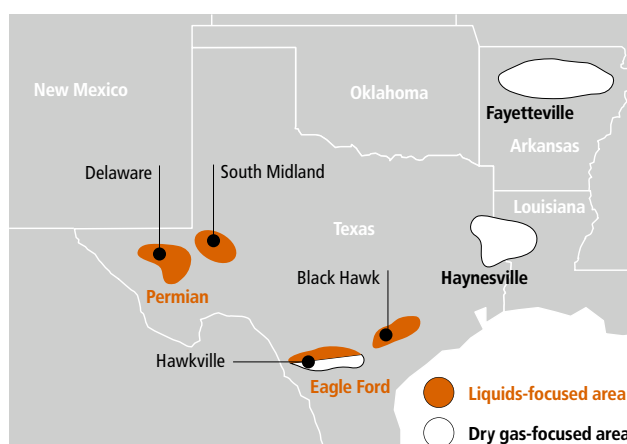 New Mexico
Oklahoma
Fayetteville
Arkansas
Delaware
South Midland
Louisiana
Texas
Black Hawk
Haynesville
Permian
Hawkville
Eagle Ford
Liquids-focused area
Dry gas-focused area